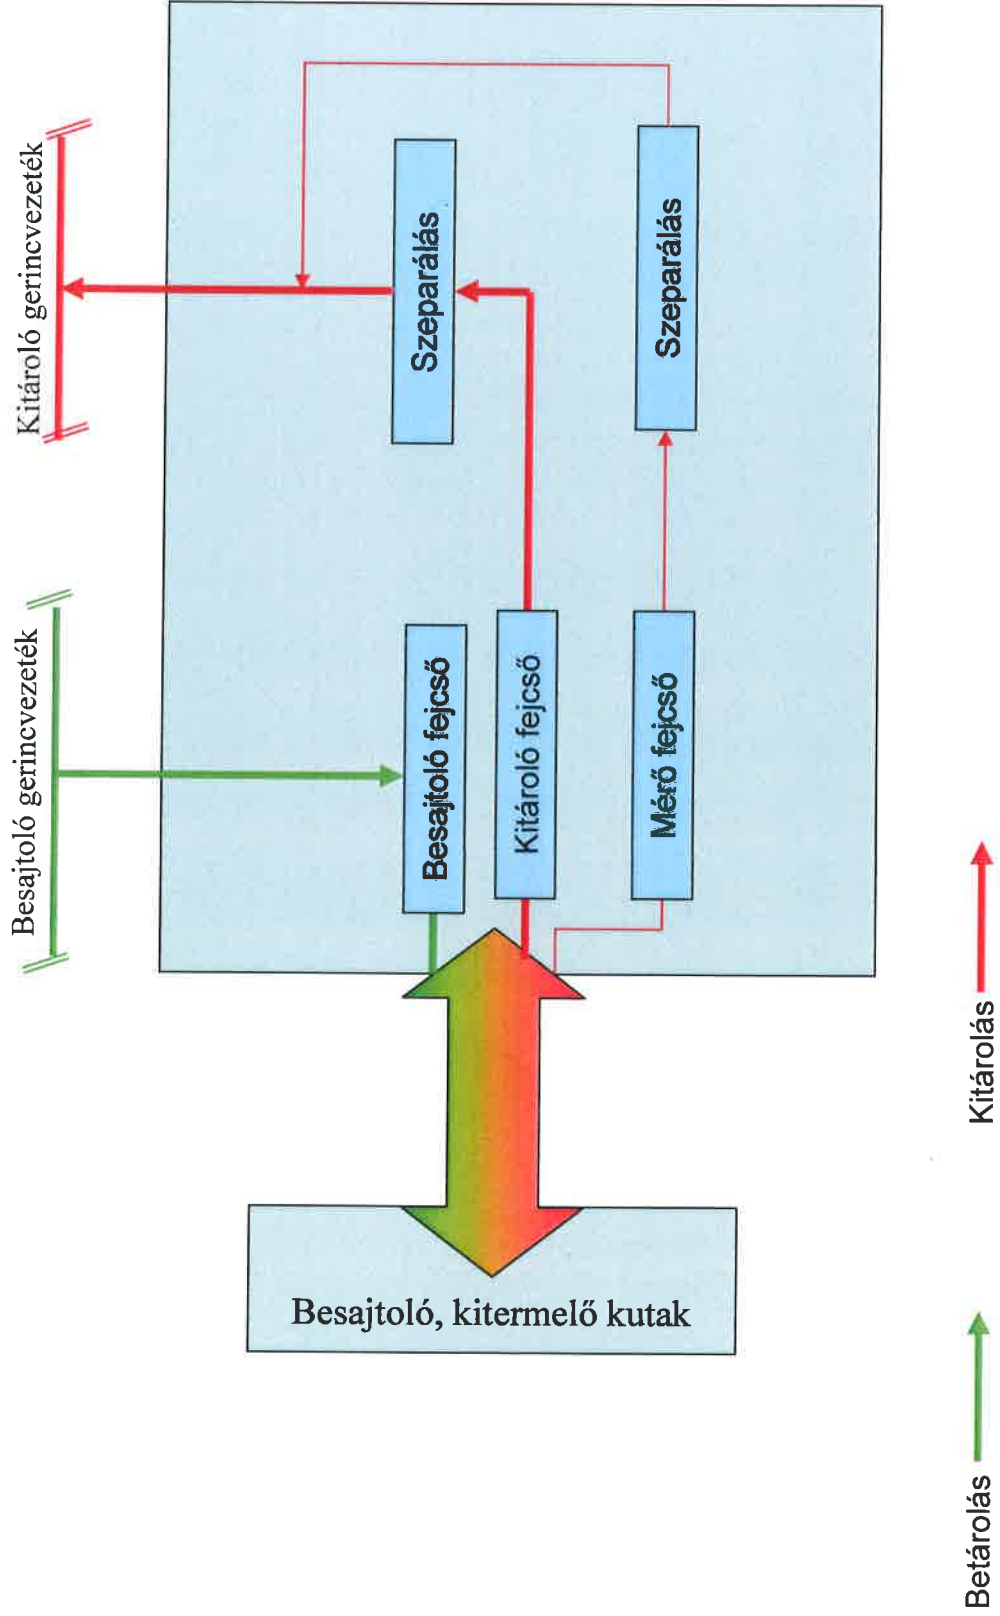 Besajtoló gerincvezeték
Kitároló gerincvezeték
Besajtoló fejcső
Szeparálás
Kitároló fejcső
Mérő fejcső
Szeparálás
Besajtoló, kitermelő kutak
Betárolás
Kitárolás